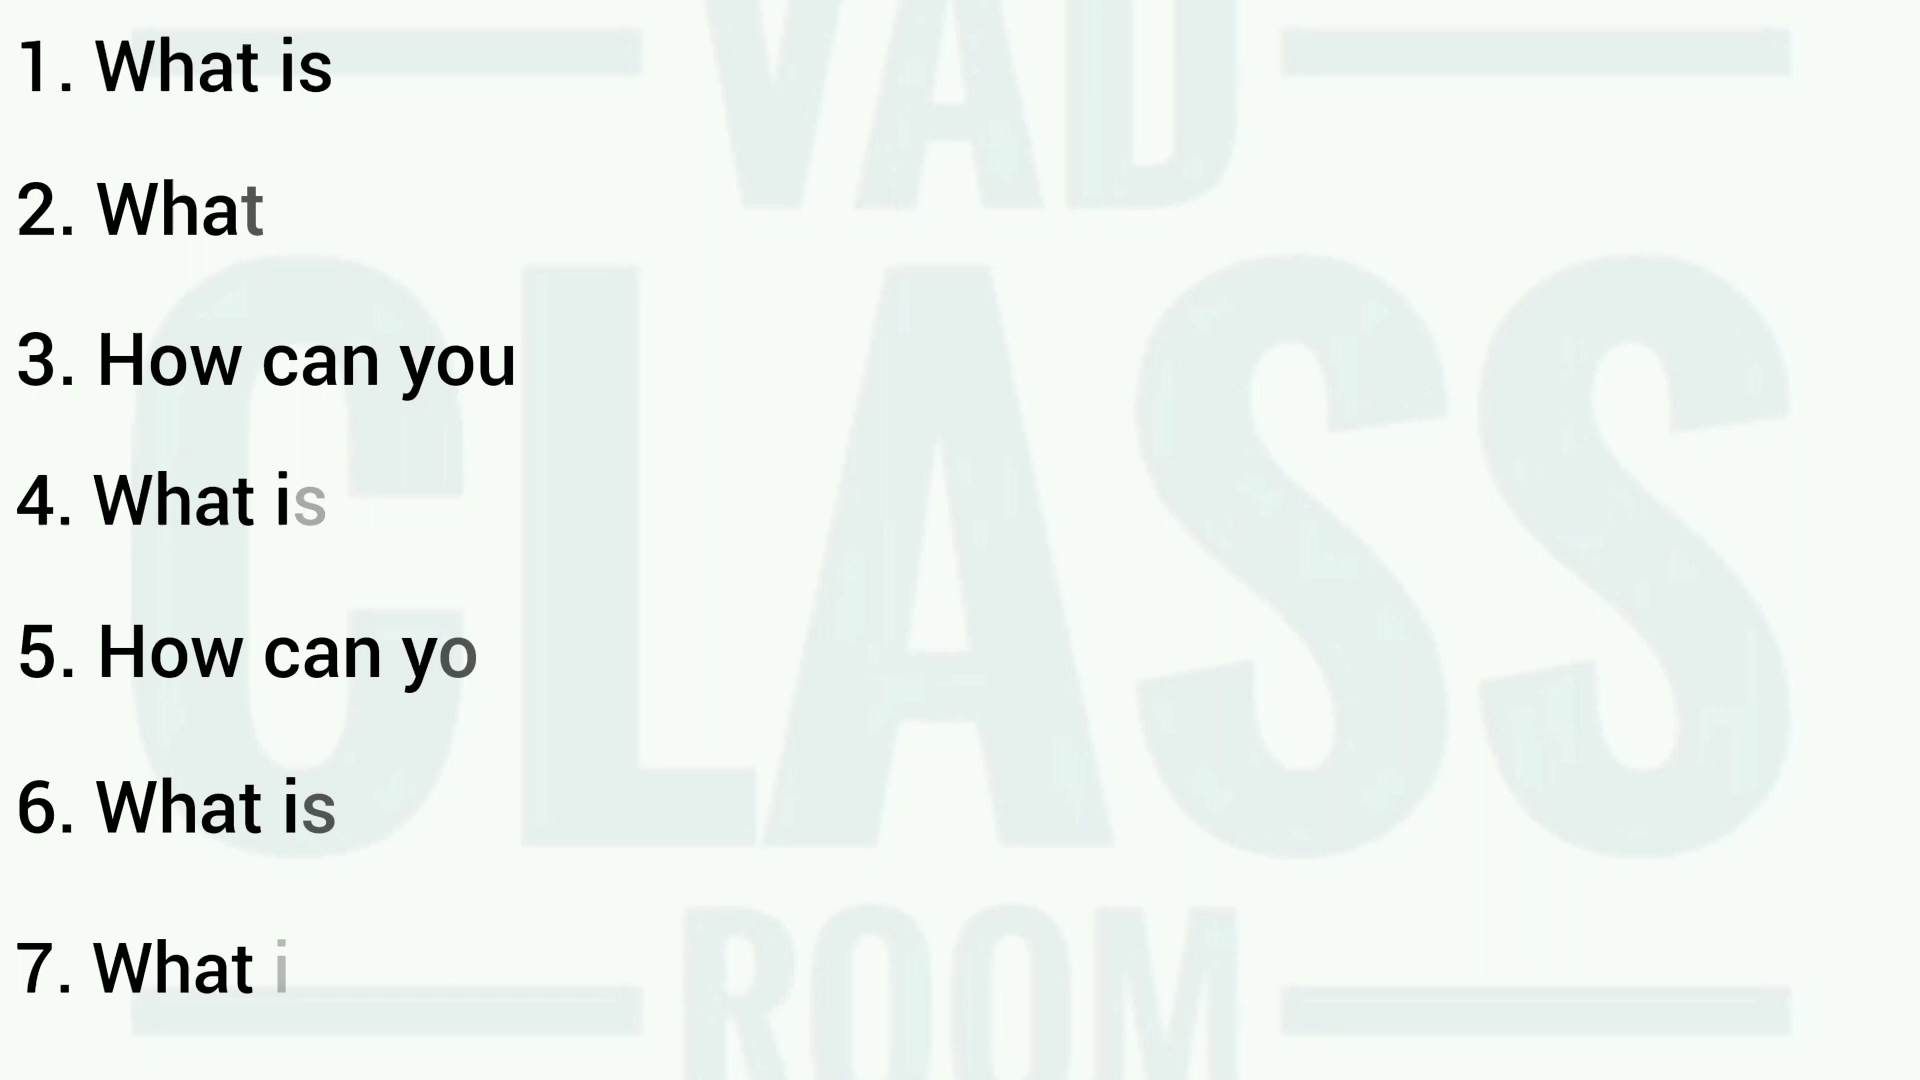 VAD
1. What is
2. What
CLASS
3. How can you
4. What is
5. How can yo
6. What is
7. What i
ROOM